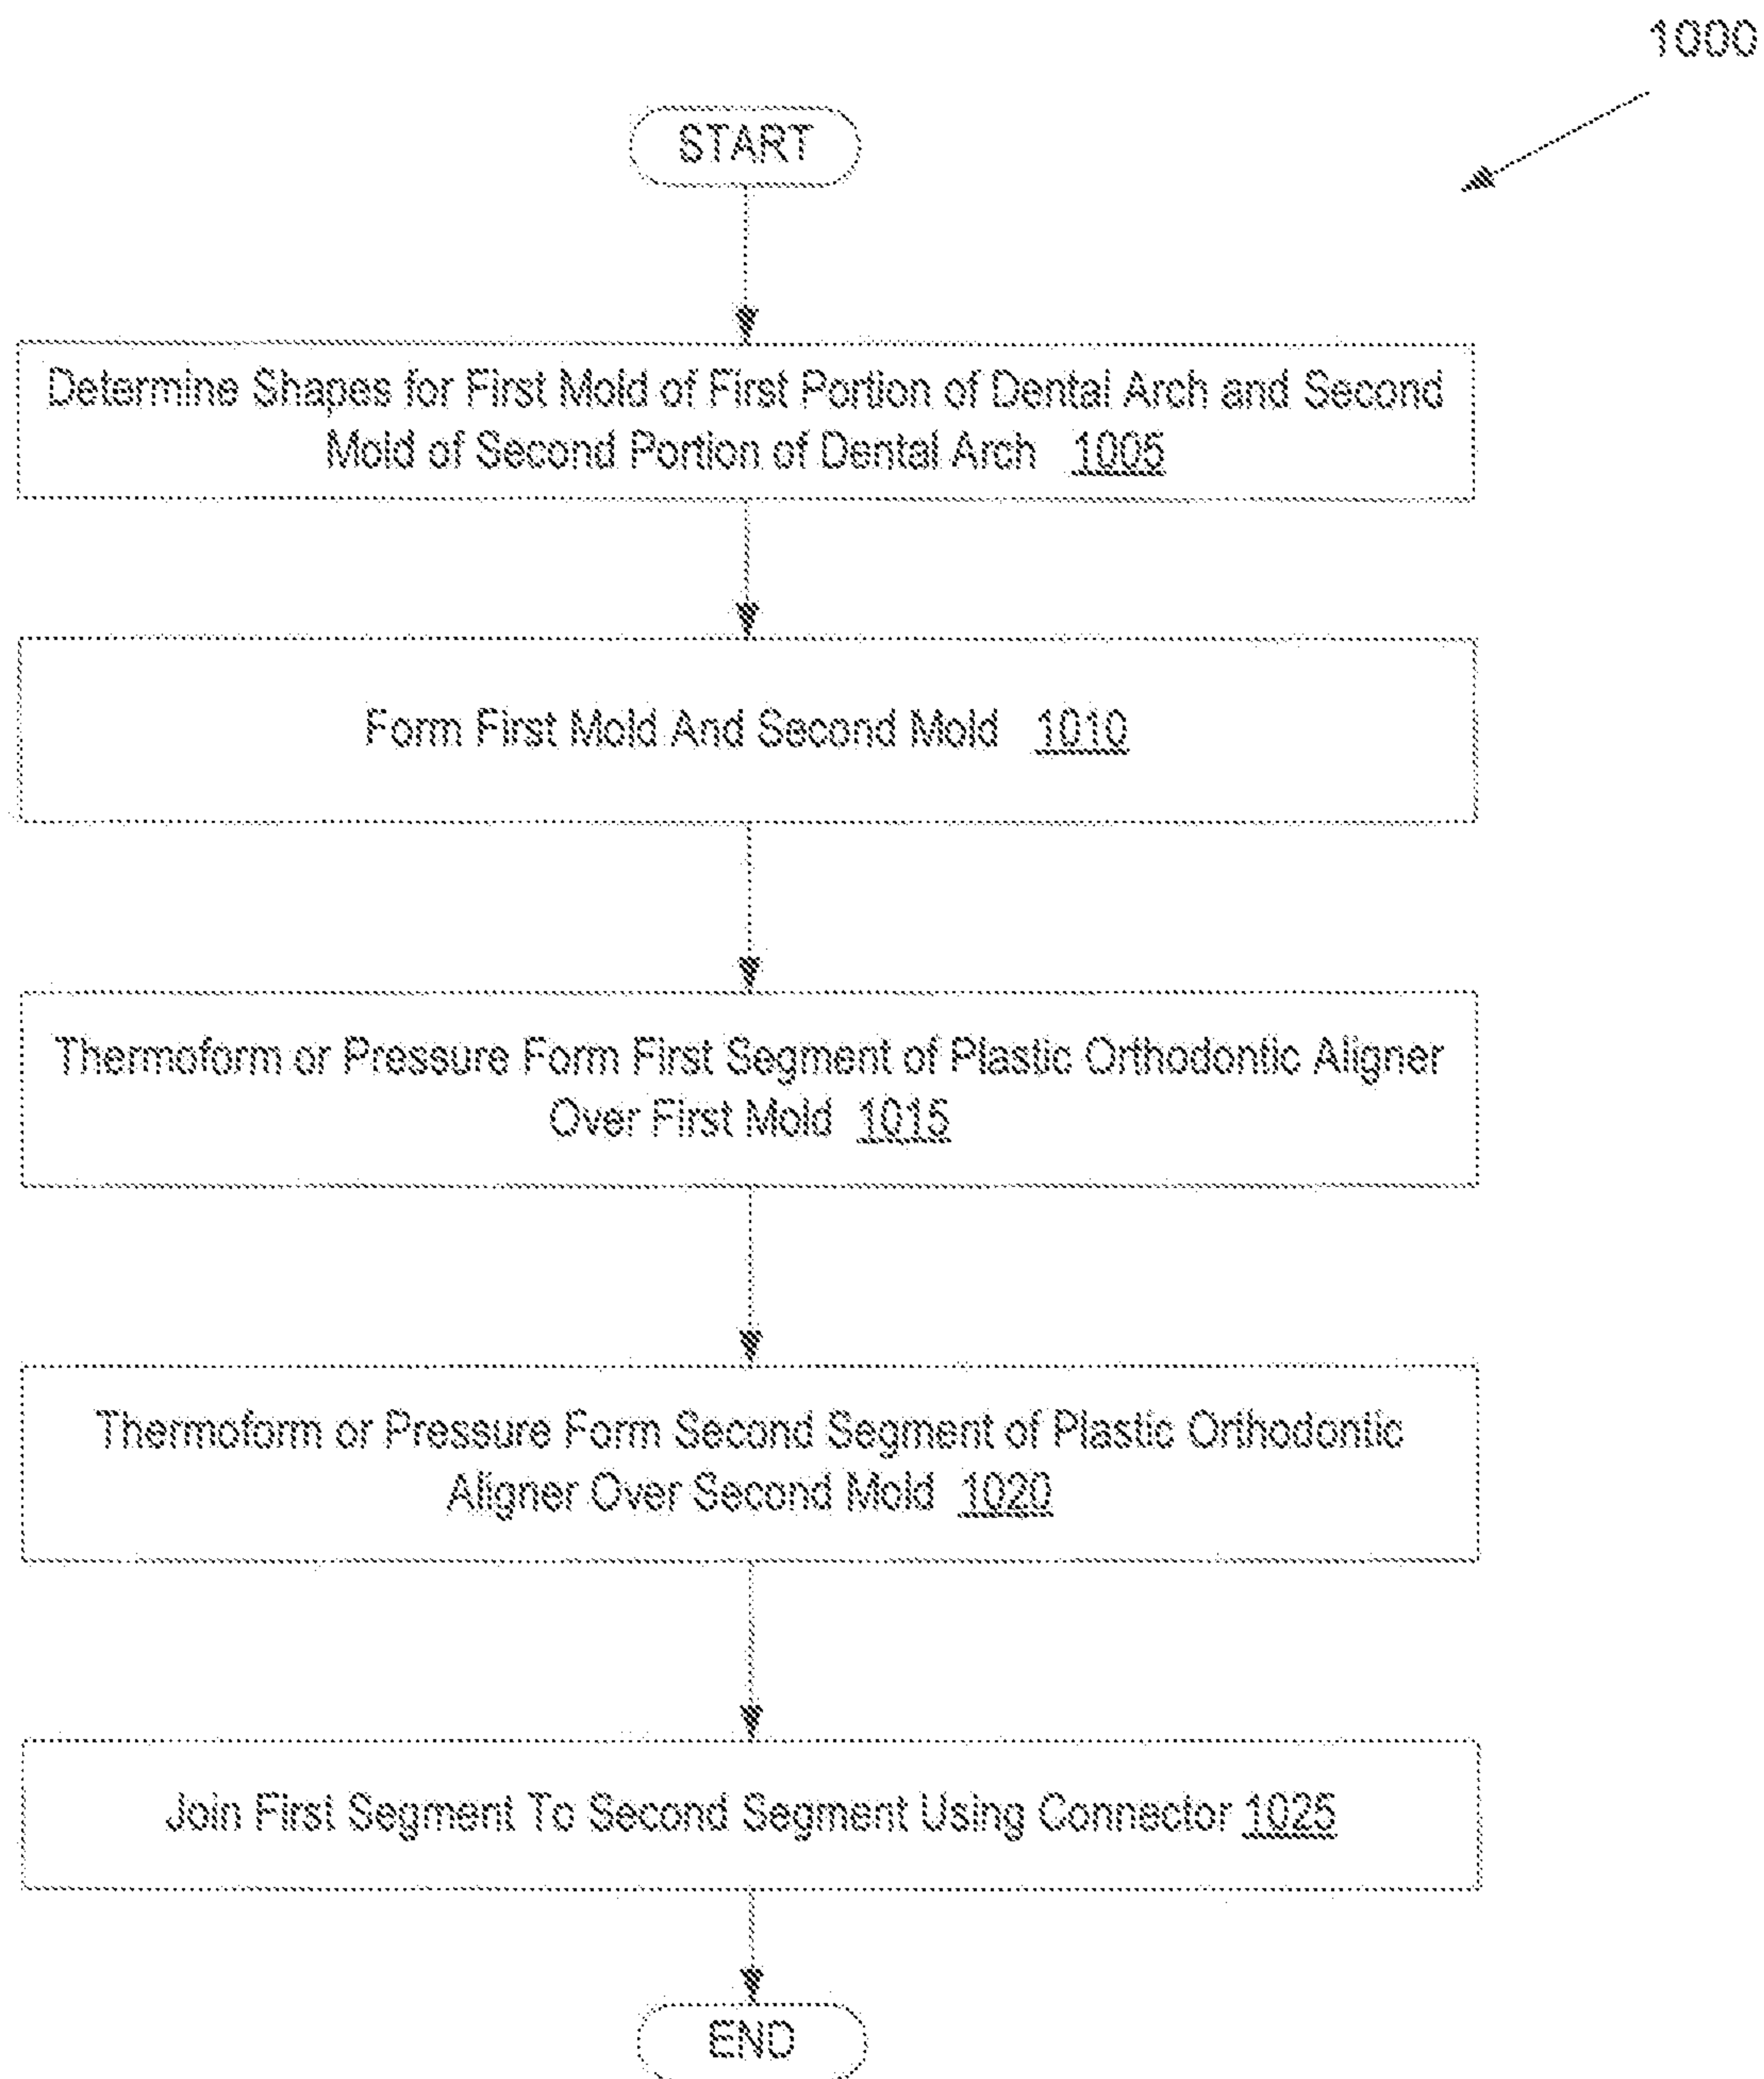 1000
START
Determine Shapes for First Mold of First Portion of Dental Arch and Second
Mold of Second Portion of Dental Arch 1005
Form First Mold And Second Mold 1010
Thermoform or Pressure Form First Segment of Plastic Orthodontic Aligner
Over First Mold 1015
Thermoform or Pressure Form Second Segment of Plastic Orthodontic
Aligner Over Second Mold 1020
Join First Segment To Second Segment Using Connector 1025
END